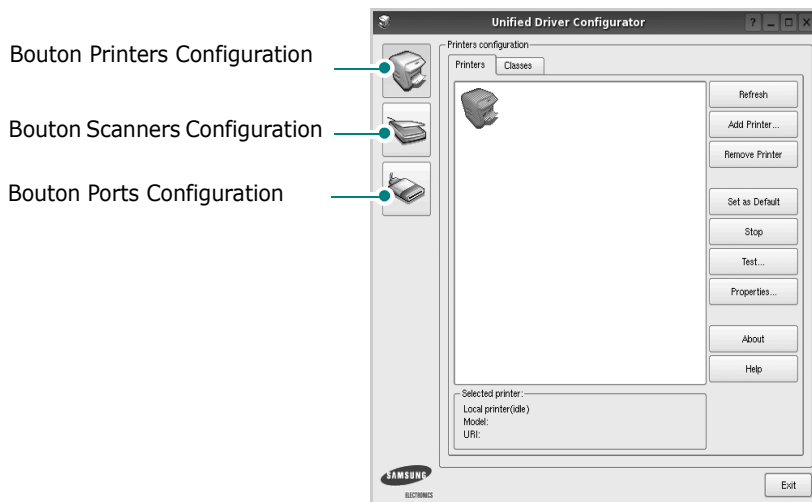 Unified Driver Configurator
?
Bouton Printers Configuration
Bouton Scanners Configuration
Bouton Ports Configuration
Printers configuration
Printers
Classes
Refresh
Add Printer...
Remove Printer
Set as Default
Stop
Test...
Properties...
About
Help
Selected printer:
Local printer(idle)
Model:
URI:
SAMSUNG
ELECTRONICS
Exit